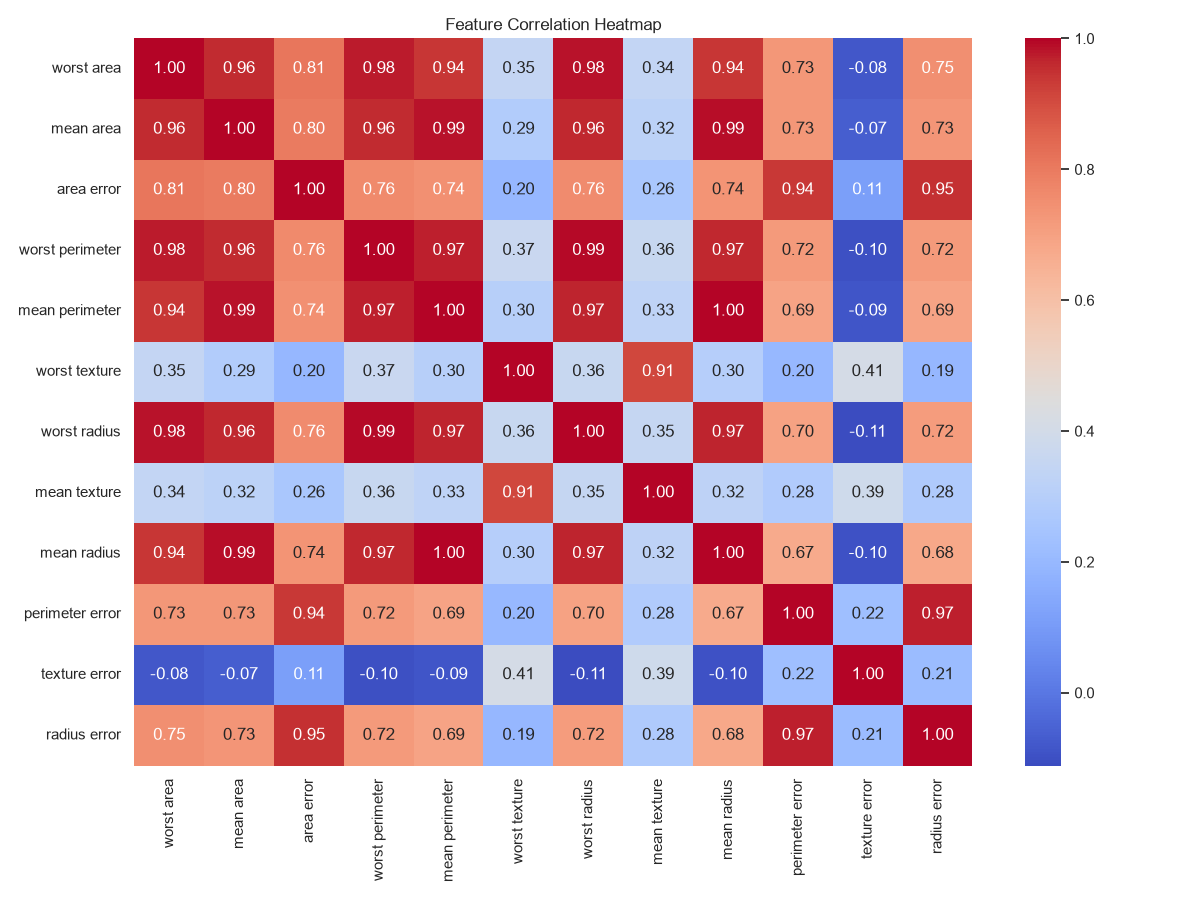 Feature Correlation Heatmap
worst area 1.00 0.96 0.81 0.98 0.94 0.35 0.98 0.34 0.94 0.73 -0.08 0.75
mean area 0.96 1.00 0.80 0.96 0.99 0.29 0.96 0.32 0.99 0.73 -0.07 0.73
area error 0.81 0.80 1.00 0.76 0.74 0.20 0.76 0.26 0.74 0.94 0.11 0.95
worst perimeter 0.98 0.96 0.76 1.00 0.97 0.37 0.99 0.36 0.97 0.72 -0.10 0.72
mean perimeter 0.94 0.99 0.74 0.97 1.00 0.30 0.97 0.33 1.00 0.69 -0.09 0.69
worst texture 0.35 0.29 0.20 0.37 0.30 1.00 0.36 0.91 0.30 0.20 0.41 0.19
worst radius 0.98 0.96 0.76 0.99 0.97 0.36 1.00 0.35 0.97 0.70 -0.11 0.72
mean texture 0.34 0.32 0.26 0.36 0.33 0.91 0.35 1.00 0.32 0.28 0.39 0.28
mean radius 0.94 0.99 0.74 0.97 1.00 0.30 0.97 0.32 1.00 0.67 -0.10 0.68
perimeter error 0.73 0.73 0.94 0.72 0.69 0.20 0.70 0.28 0.67 1.00 0.22 0.97
texture error -0.08 -0.07 0.11 -0.10 -0.09 0.41 -0.11 0.39 -0.10 0.22 1.00 0.21
radius error 0.75 0.73 0.95 0.72 0.69 0.19 0.72 0.28 0.68 0.97 0.21 1.00
worst area
mean area
area error
worst perimeter
mean perimeter
worst texture
worst radius
mean texture
mean radius
perimeter error
texture error
radius error
1.0
0.8
0.6
0.4
0.2
0.0